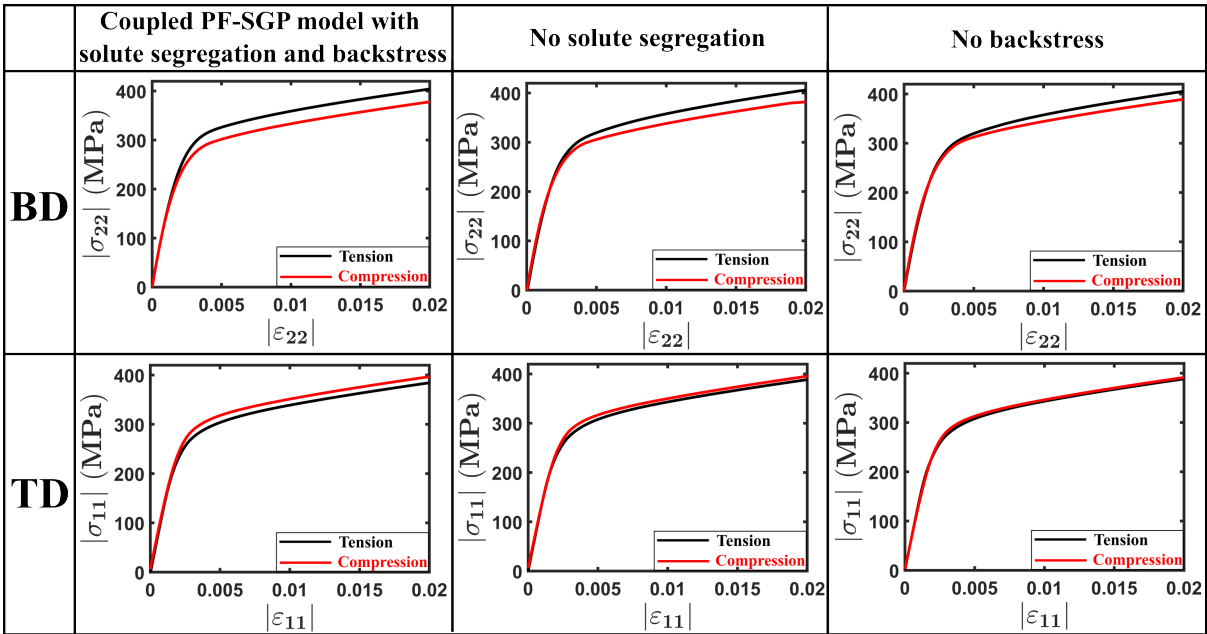 Coupled PF-SGP model with
solute segregation and backstress
No solute segregation
No backstress
BD
|σ22| (MPa)
400
300
200
100
0
0 0.005 0.01 0.015 0.02
|ε22|
Tension
Compression
|σ22| (MPa)
400
300
200
100
0
0 0.005 0.01 0.015 0.02
|ε22|
Tension
Compression
|σ22| (MPa)
400
300
200
100
0
0 0.005 0.01 0.015 0.02
|ε22|
Tension
Compression
TD
|σ11| (MPa)
400
300
200
100
0
0 0.005 0.01 0.015 0.02
|ε11|
Tension
Compression
|σ11| (MPa)
400
300
200
100
0
0 0.005 0.01 0.015 0.02
|ε11|
Tension
Compression
|σ11| (MPa)
400
300
200
100
0
0 0.005 0.01 0.015 0.02
|ε11|
Tension
Compression